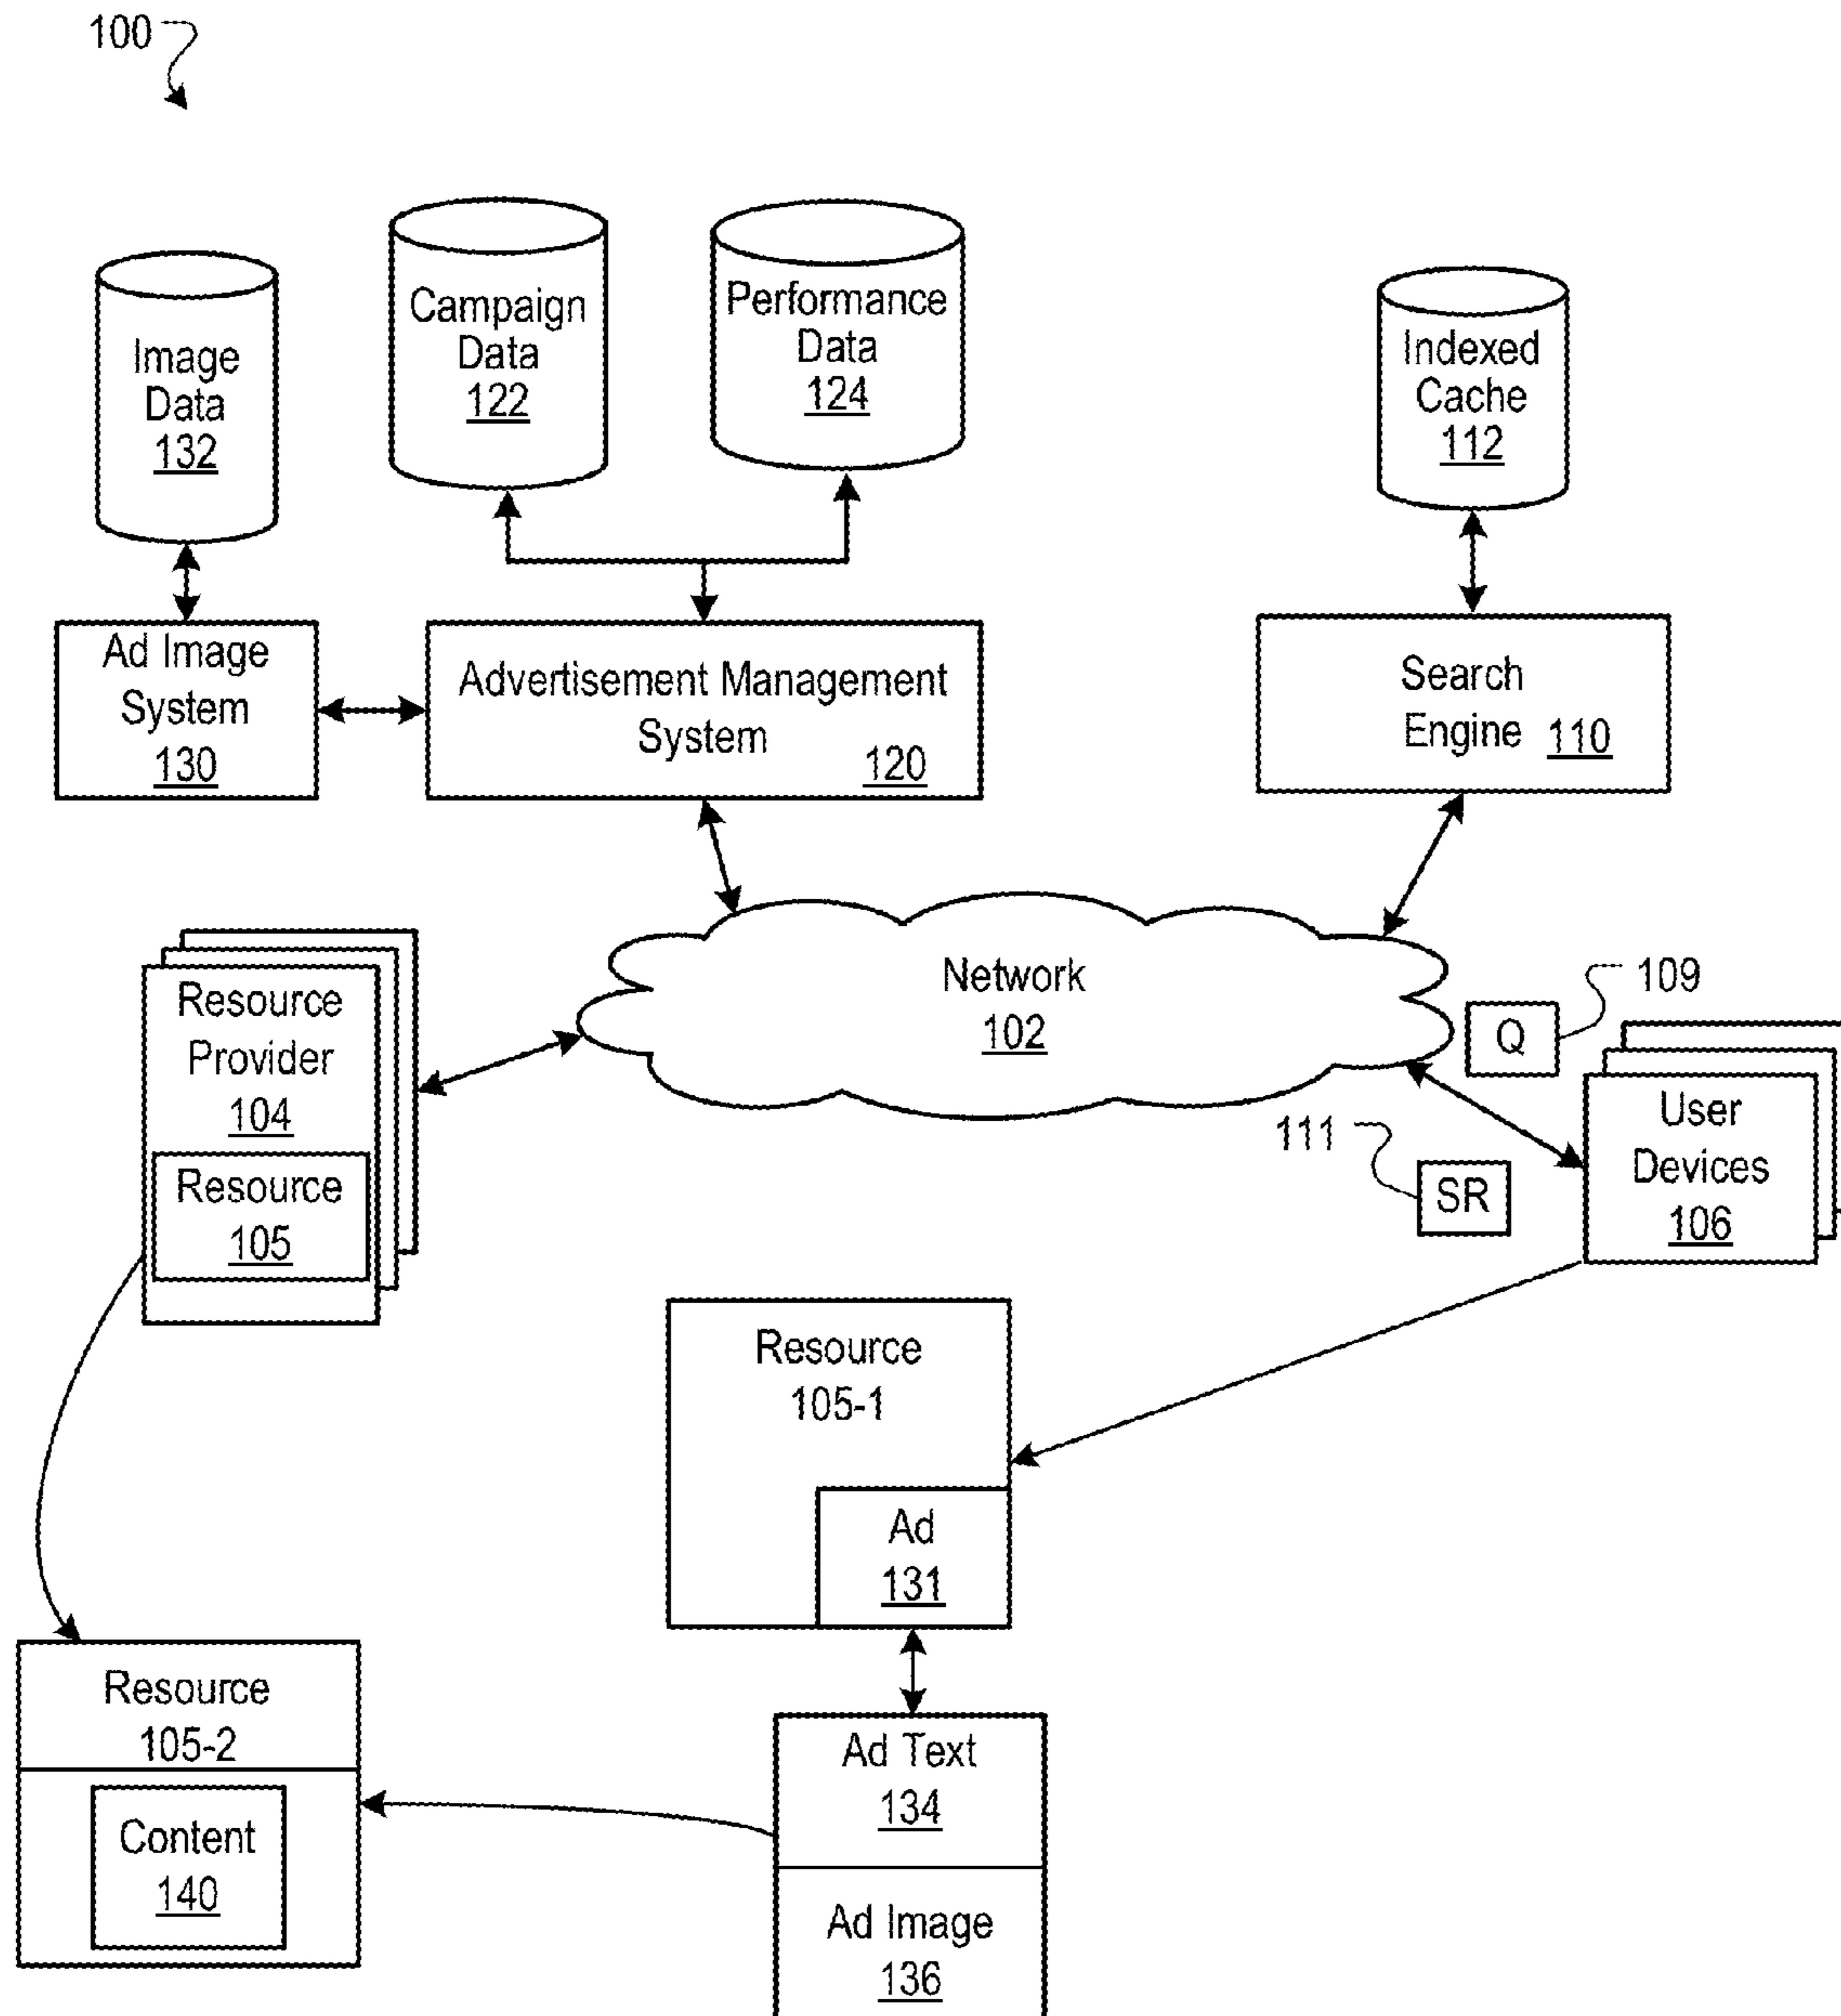 100
Image
Data
132
Campaign
Data
122
Performance
Data
124
Indexed
Cache
112
Ad Image
System
130
Advertisement Management
System
120
Search
Engine 110
Network
102
Resource
Provider
104
Resource
105
Q
109
111
SR
User
Devices
106
Resource
105-1
Ad
131
Resource
105-2
Content
140
Ad Text
134
Ad Image
136